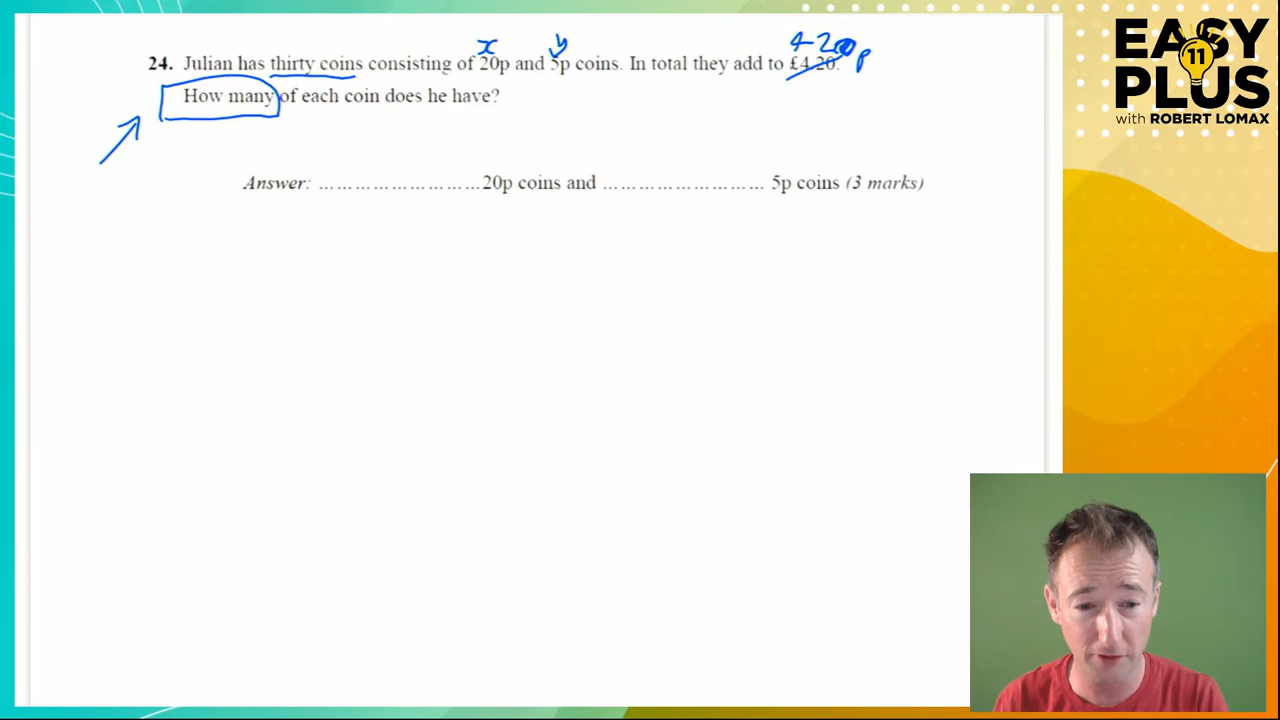 x y 420p
24. Julian has thirty coins consisting of 20p and 5p coins. In total they add to £4.20.
How many of each coin does he have?
Answer: ………………………20p coins and ……………………… 5p coins (3 marks)
EASY
11
PLUS
with ROBERT LOMAX